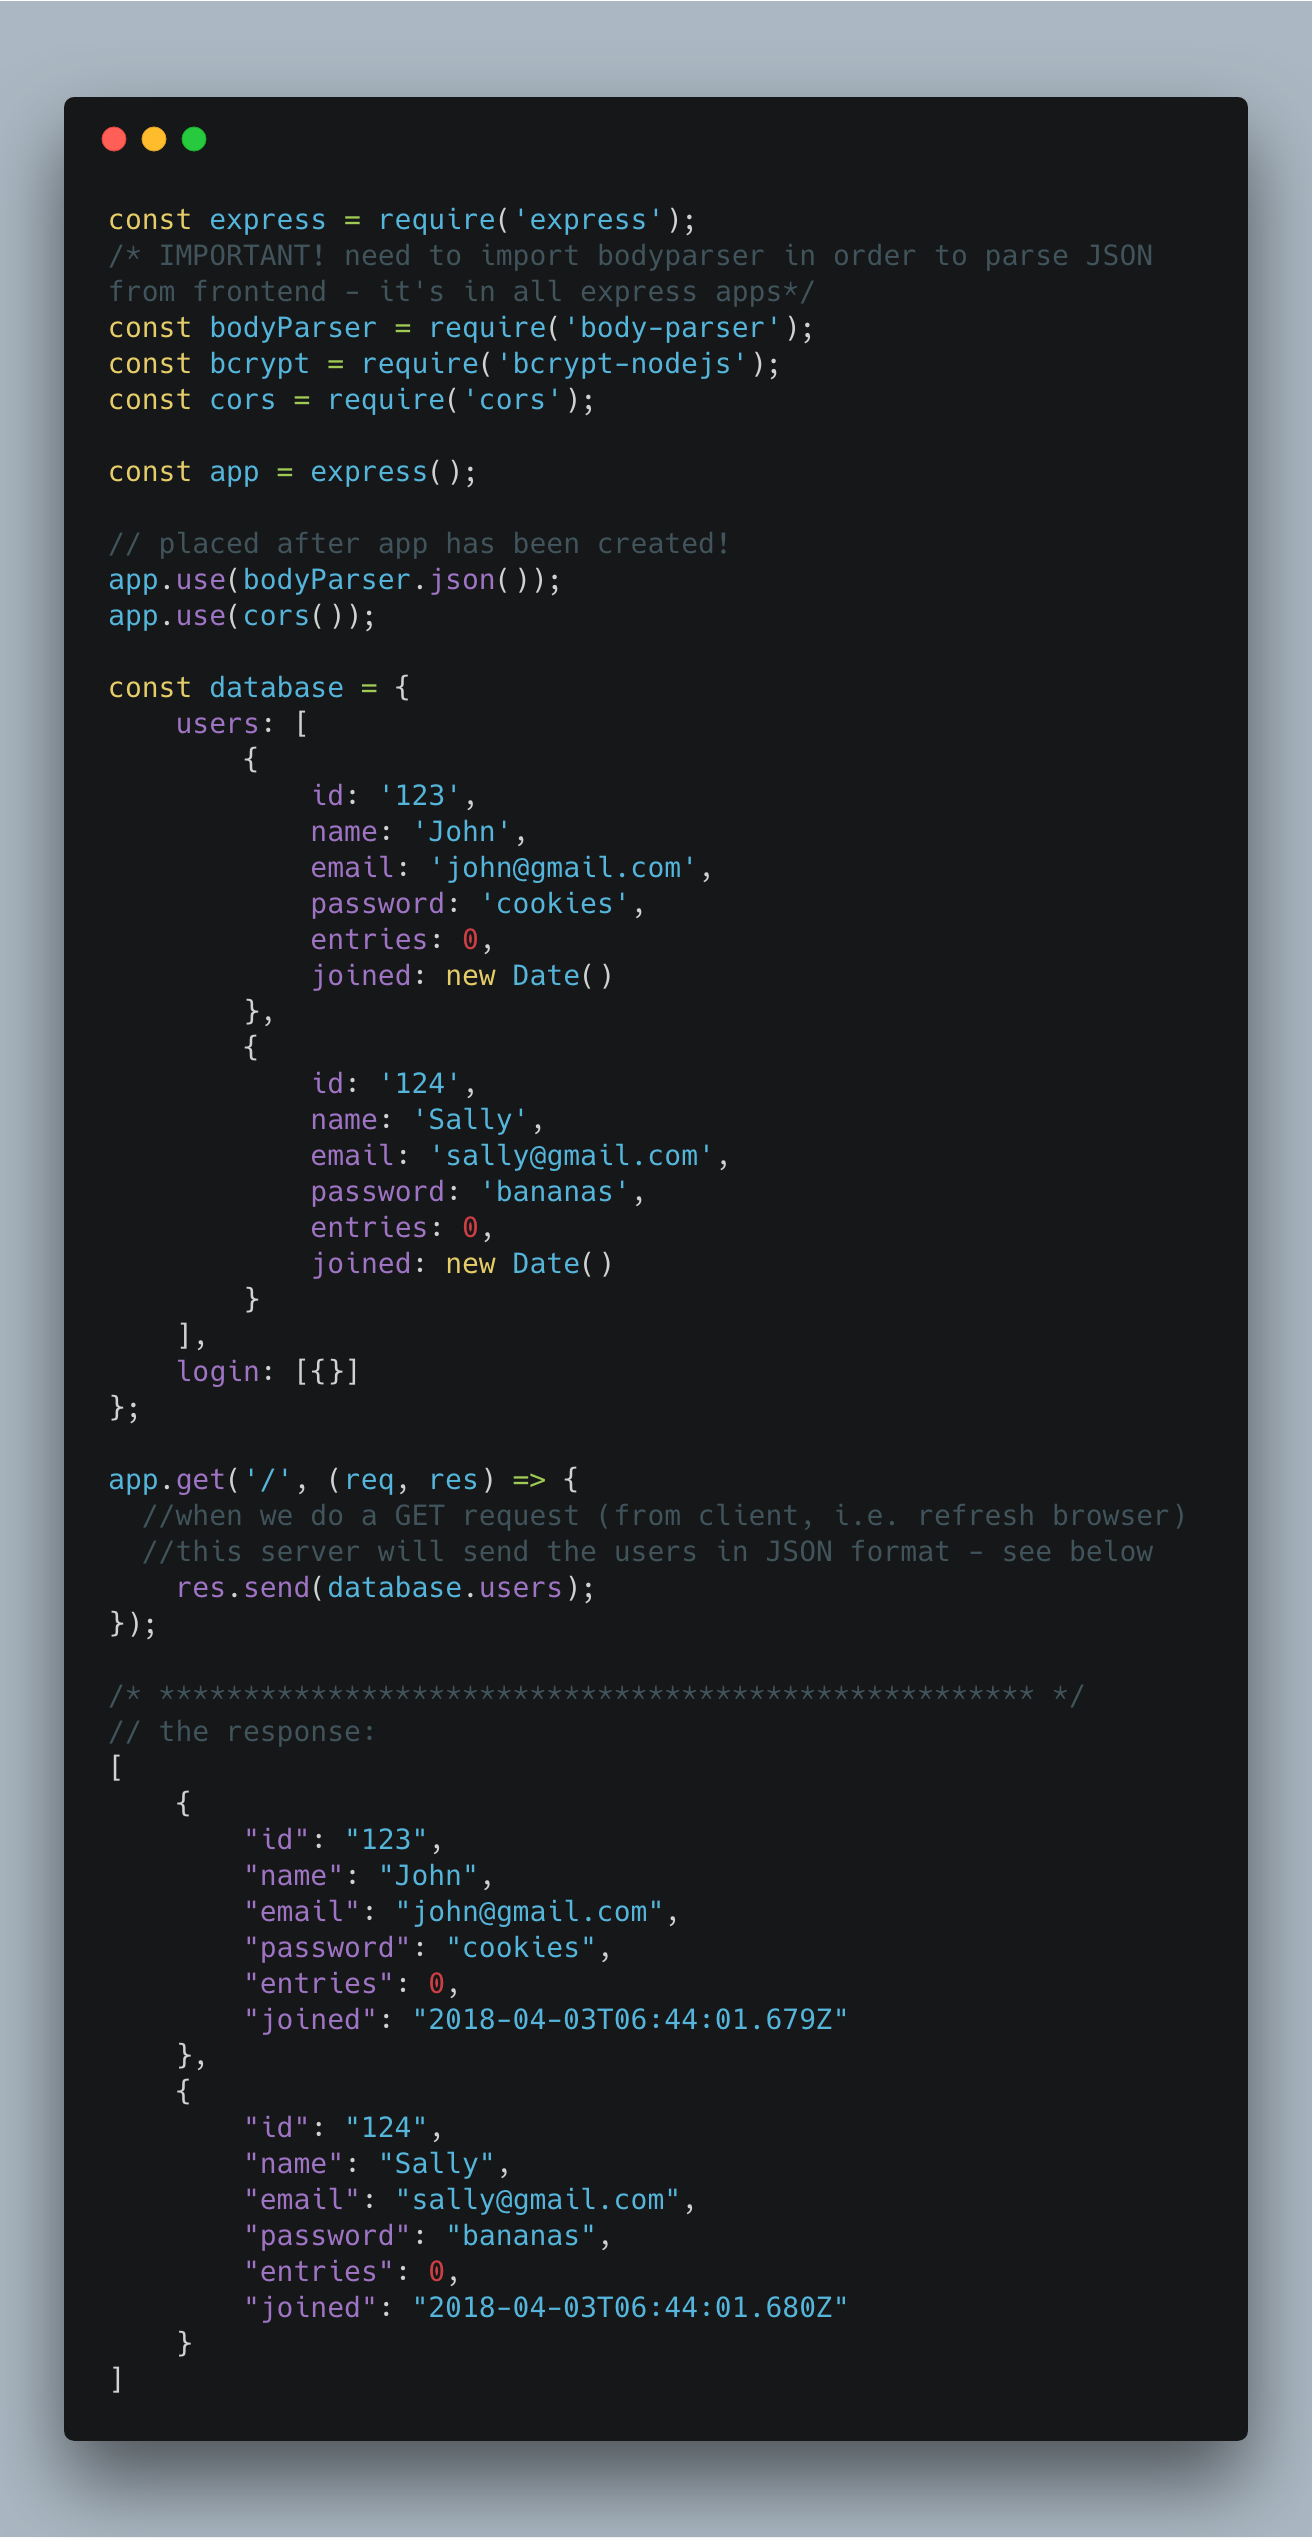 const express = require('express');
/* IMPORTANT! need to import bodyparser in order to parse JSON
from frontend - it's in all express apps*/
const bodyParser = require('body-parser');
const bcrypt = require('bcrypt-nodejs');
const cors = require('cors');

const app = express();

// placed after app has been created!
app.use(bodyParser.json());
app.use(cors());

const database = {
    users: [
        {
            id: '123',
            name: 'John',
            email: 'john@gmail.com',
            password: 'cookies',
            entries: 0,
            joined: new Date()
        },
        {
            id: '124',
            name: 'Sally',
            email: 'sally@gmail.com',
            password: 'bananas',
            entries: 0,
            joined: new Date()
        }
    ],
    login: [{}]
};

app.get('/', (req, res) => {
  //when we do a GET request (from client, i.e. refresh browser)
  //this server will send the users in JSON format - see below
    res.send(database.users);
});

/* **************************************************** */
// the response:
[
    {
        "id": "123",
        "name": "John",
        "email": "john@gmail.com",
        "password": "cookies",
        "entries": 0,
        "joined": "2018-04-03T06:44:01.679Z"
    },
    {
        "id": "124",
        "name": "Sally",
        "email": "sally@gmail.com",
        "password": "bananas",
        "entries": 0,
        "joined": "2018-04-03T06:44:01.680Z"
    }
]